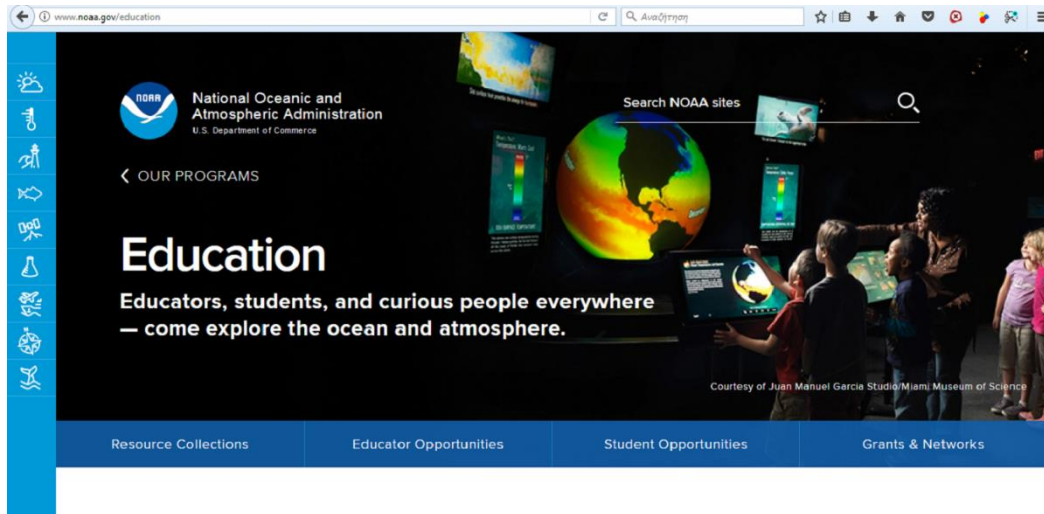 www.noaa.gov/education
Αναζήτηση
NOAA
National Oceanic and
Atmospheric Administration
U.S. Department of Commerce
Search NOAA sites
OUR PROGRAMS
Education
Educators, students, and curious people everywhere
— come explore the ocean and atmosphere.
Courtesy of Juan Manuel Garcia Studio/Miami Museum of Science
Resource Collections
Educator Opportunities
Student Opportunities
Grants & Networks